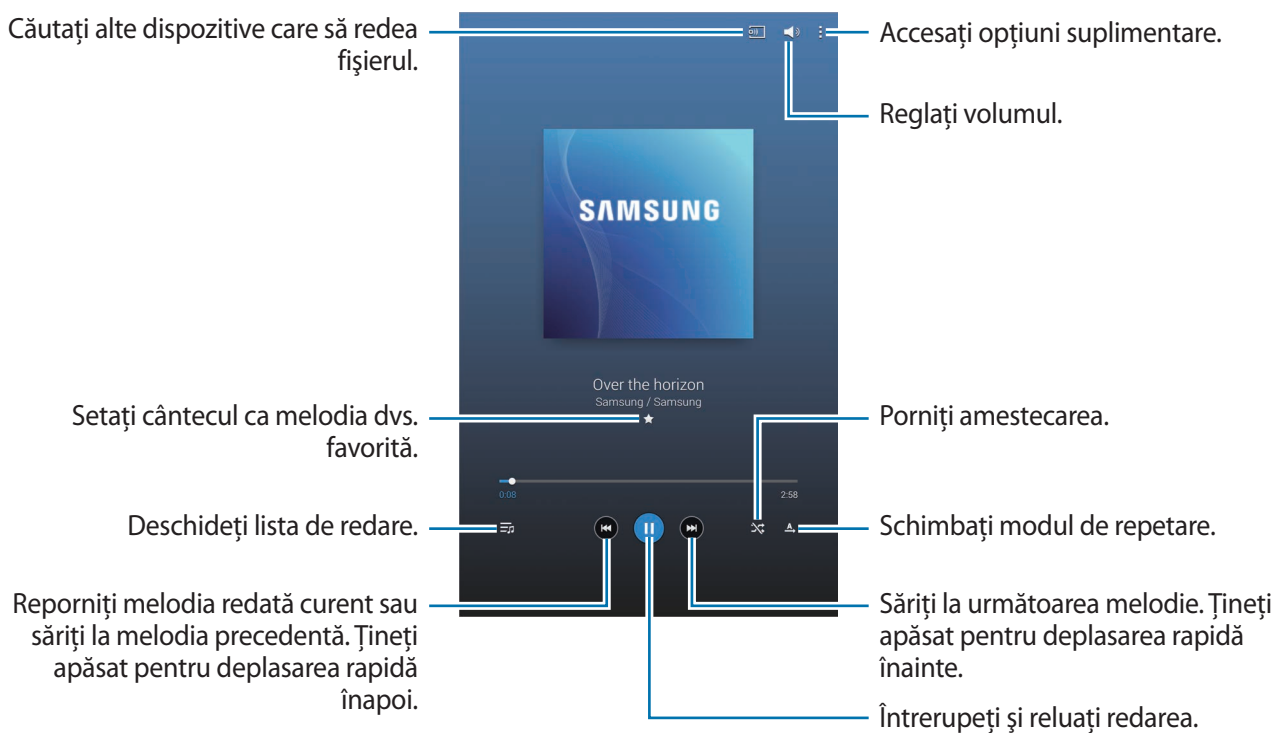 Căutați alte dispozitive care să redea
fişierul.
Accesați opțiuni suplimentare.
Reglați volumul.
SAMSUNG
Over the horizon
Samsung / Samsung
Setați cântecul ca melodia dvs.
favorită.
Porniți amestecarea.
0:08
2:58
Deschideți lista de redare.
Schimbați modul de repetare.
Reporniți melodia redată curent sau
săriți la melodia precedentă. Țineți
apăsat pentru deplasarea rapidă
înapoi.
Săriți la următoarea melodie. Țineți
apăsat pentru deplasarea rapidă
înainte.
Întrerupeți şi reluați redarea.